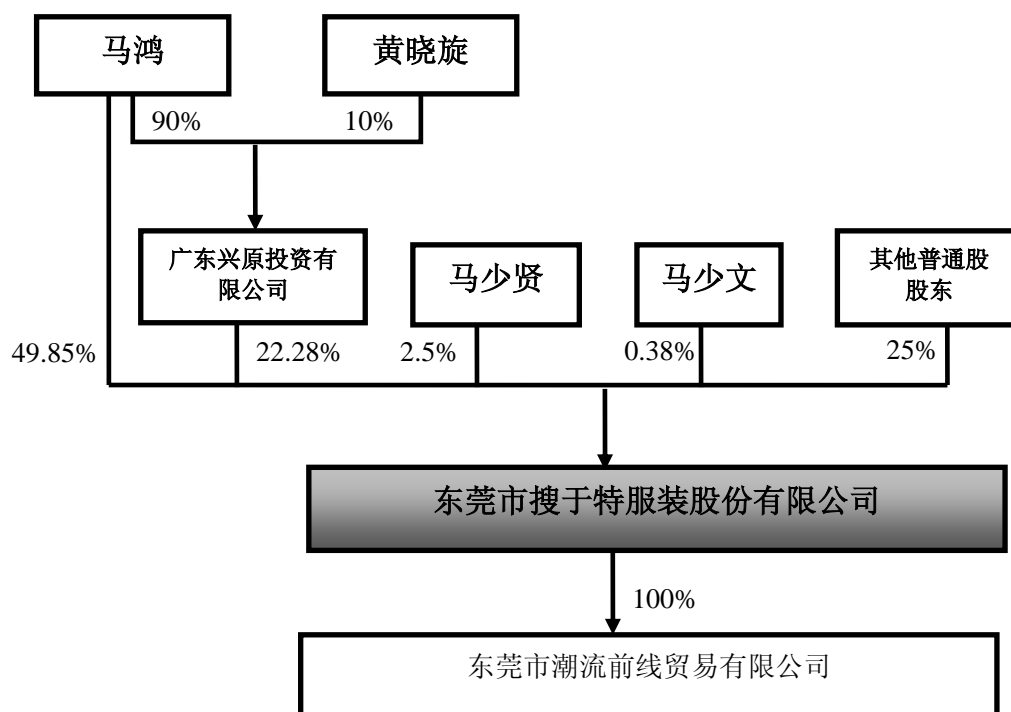 马鸿
黄晓旋
90%
10%
广东兴原投资有
限公司
马少贤
马少文
其他普通股
股东
49.85%
22.28%
2.5%
0.38%
25%
东莞市搜于特服装股份有限公司
100%
东莞市潮流前线贸易有限公司